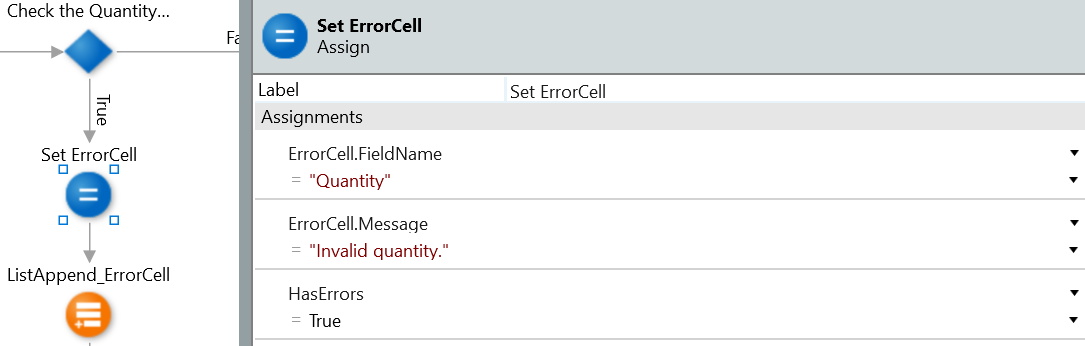 Check the Quantity...
Fa
True
Set ErrorCell
ListAppend_ErrorCell
Set ErrorCell
Assign
Label Set ErrorCell
Assignments
ErrorCell.FieldName
= "Quantity"
ErrorCell.Message
= "Invalid quantity."
HasErrors
= True